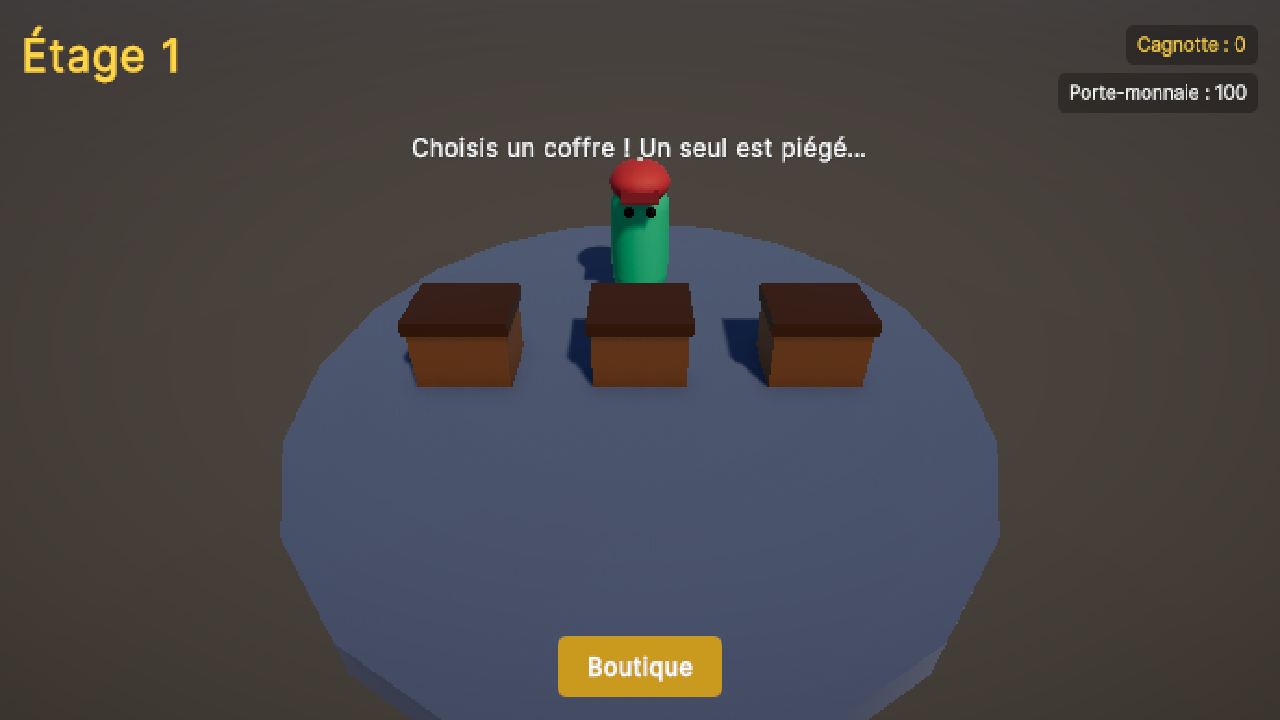 Étage 1
Cagnotte : 0
Porte-monnaie : 100
Choisis un coffre ! Un seul est piégé...
Boutique